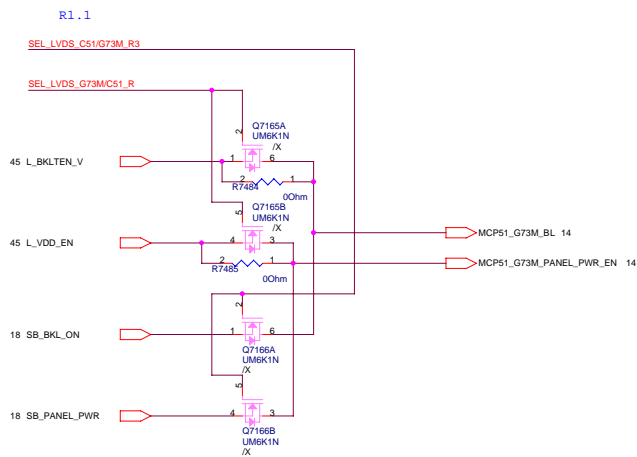 R1.1
SEL_LVDS_C51/G73M_R3
SEL_LVDS_G73M/C51_R
Q7165A
UM6K1N
/X
2
45 L_BKLTEN_V
1
6
2
1
R7484
0Ohm
Q7165B
UM6K1N
/X
5
MCP51_G73M_BL 14
45 L_VDD_EN
4
3
2
1
R7485
0Ohm
MCP51_G73M_PANEL_PWR_EN 14
2
18 SB_BKL_ON
1
6
Q7166A
UM6K1N
/X
5
18 SB_PANEL_PWR
4
3
Q7166B
UM6K1N
/X